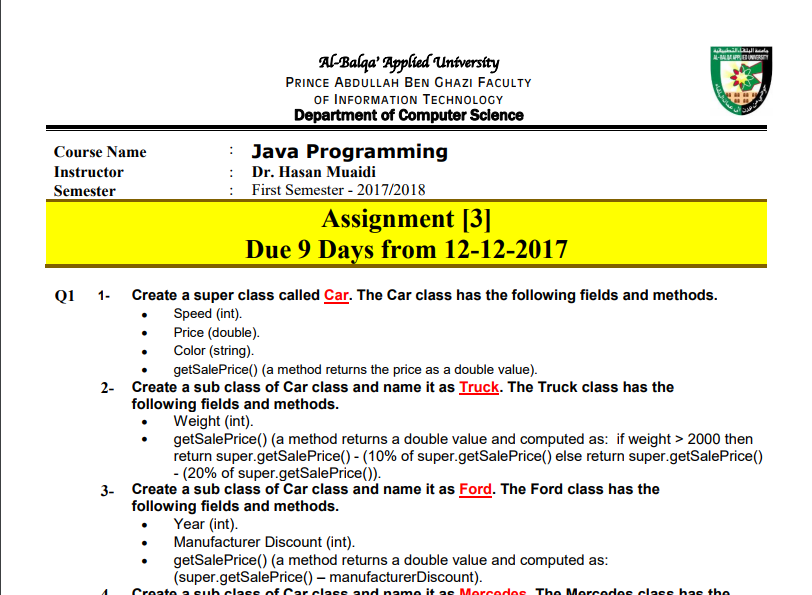 Al-Balqa' Applied University
PRINCE ABDULLAH BEN GHAZI FACULTY
OF INFORMATION TECHNOLOGY
Department of Computer Science
AL-BALQA' APPLIED UNIVERSITY
Course Name : Java Programming
Instructor : Dr. Hasan Muaidi
Semester : First Semester - 2017/2018
Assignment [3]
Due 9 Days from 12-12-2017
Q1 1- Create a super class called Car. The Car class has the following fields and methods.
• Speed (int).
• Price (double).
• Color (string).
• getSalePrice() (a method returns the price as a double value).
2- Create a sub class of Car class and name it as Truck. The Truck class has the
following fields and methods.
• Weight (int).
• getSalePrice() (a method returns a double value and computed as: if weight > 2000 then
return super.getSalePrice() - (10% of super.getSalePrice() else return super.getSalePrice()
- (20% of super.getSalePrice()).
3- Create a sub class of Car class and name it as Ford. The Ford class has the
following fields and methods.
• Year (int).
• Manufacturer Discount (int).
• getSalePrice() (a method returns a double value and computed as:
(super.getSalePrice() – manufacturerDiscount).
4- Create a sub class of Car class and name it as Mercedes. The Mercedes class has the